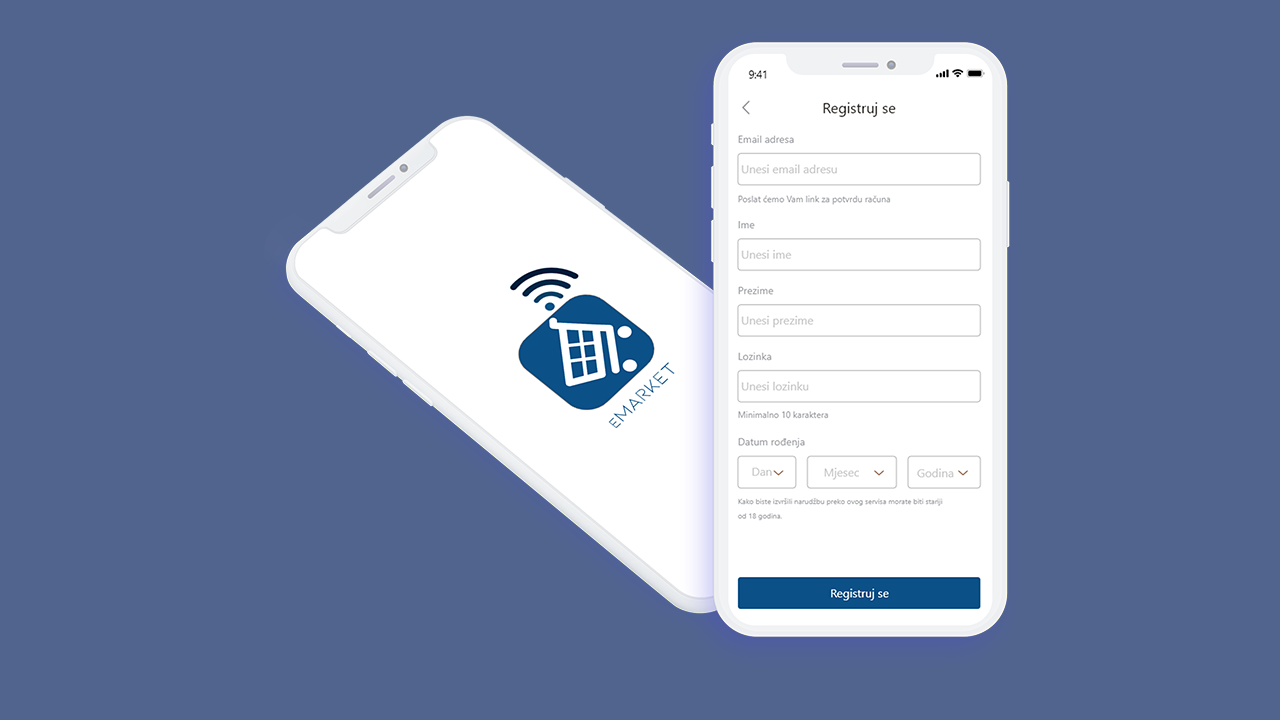 EMARKET
9:41
Registruj se
Email adresa
Unesi email adresu
Poslat ćemo Vam link za potvrdu računa
Ime
Unesi ime
Prezime
Unesi prezime
Lozinka
Unesi lozinku
Minimalno 10 karaktera
Datum rođenja
Dan Mjesec Godina
Kako biste izvršili narudžbu preko ovog servisa morate biti stariji
od 18 godina.
Registruj se